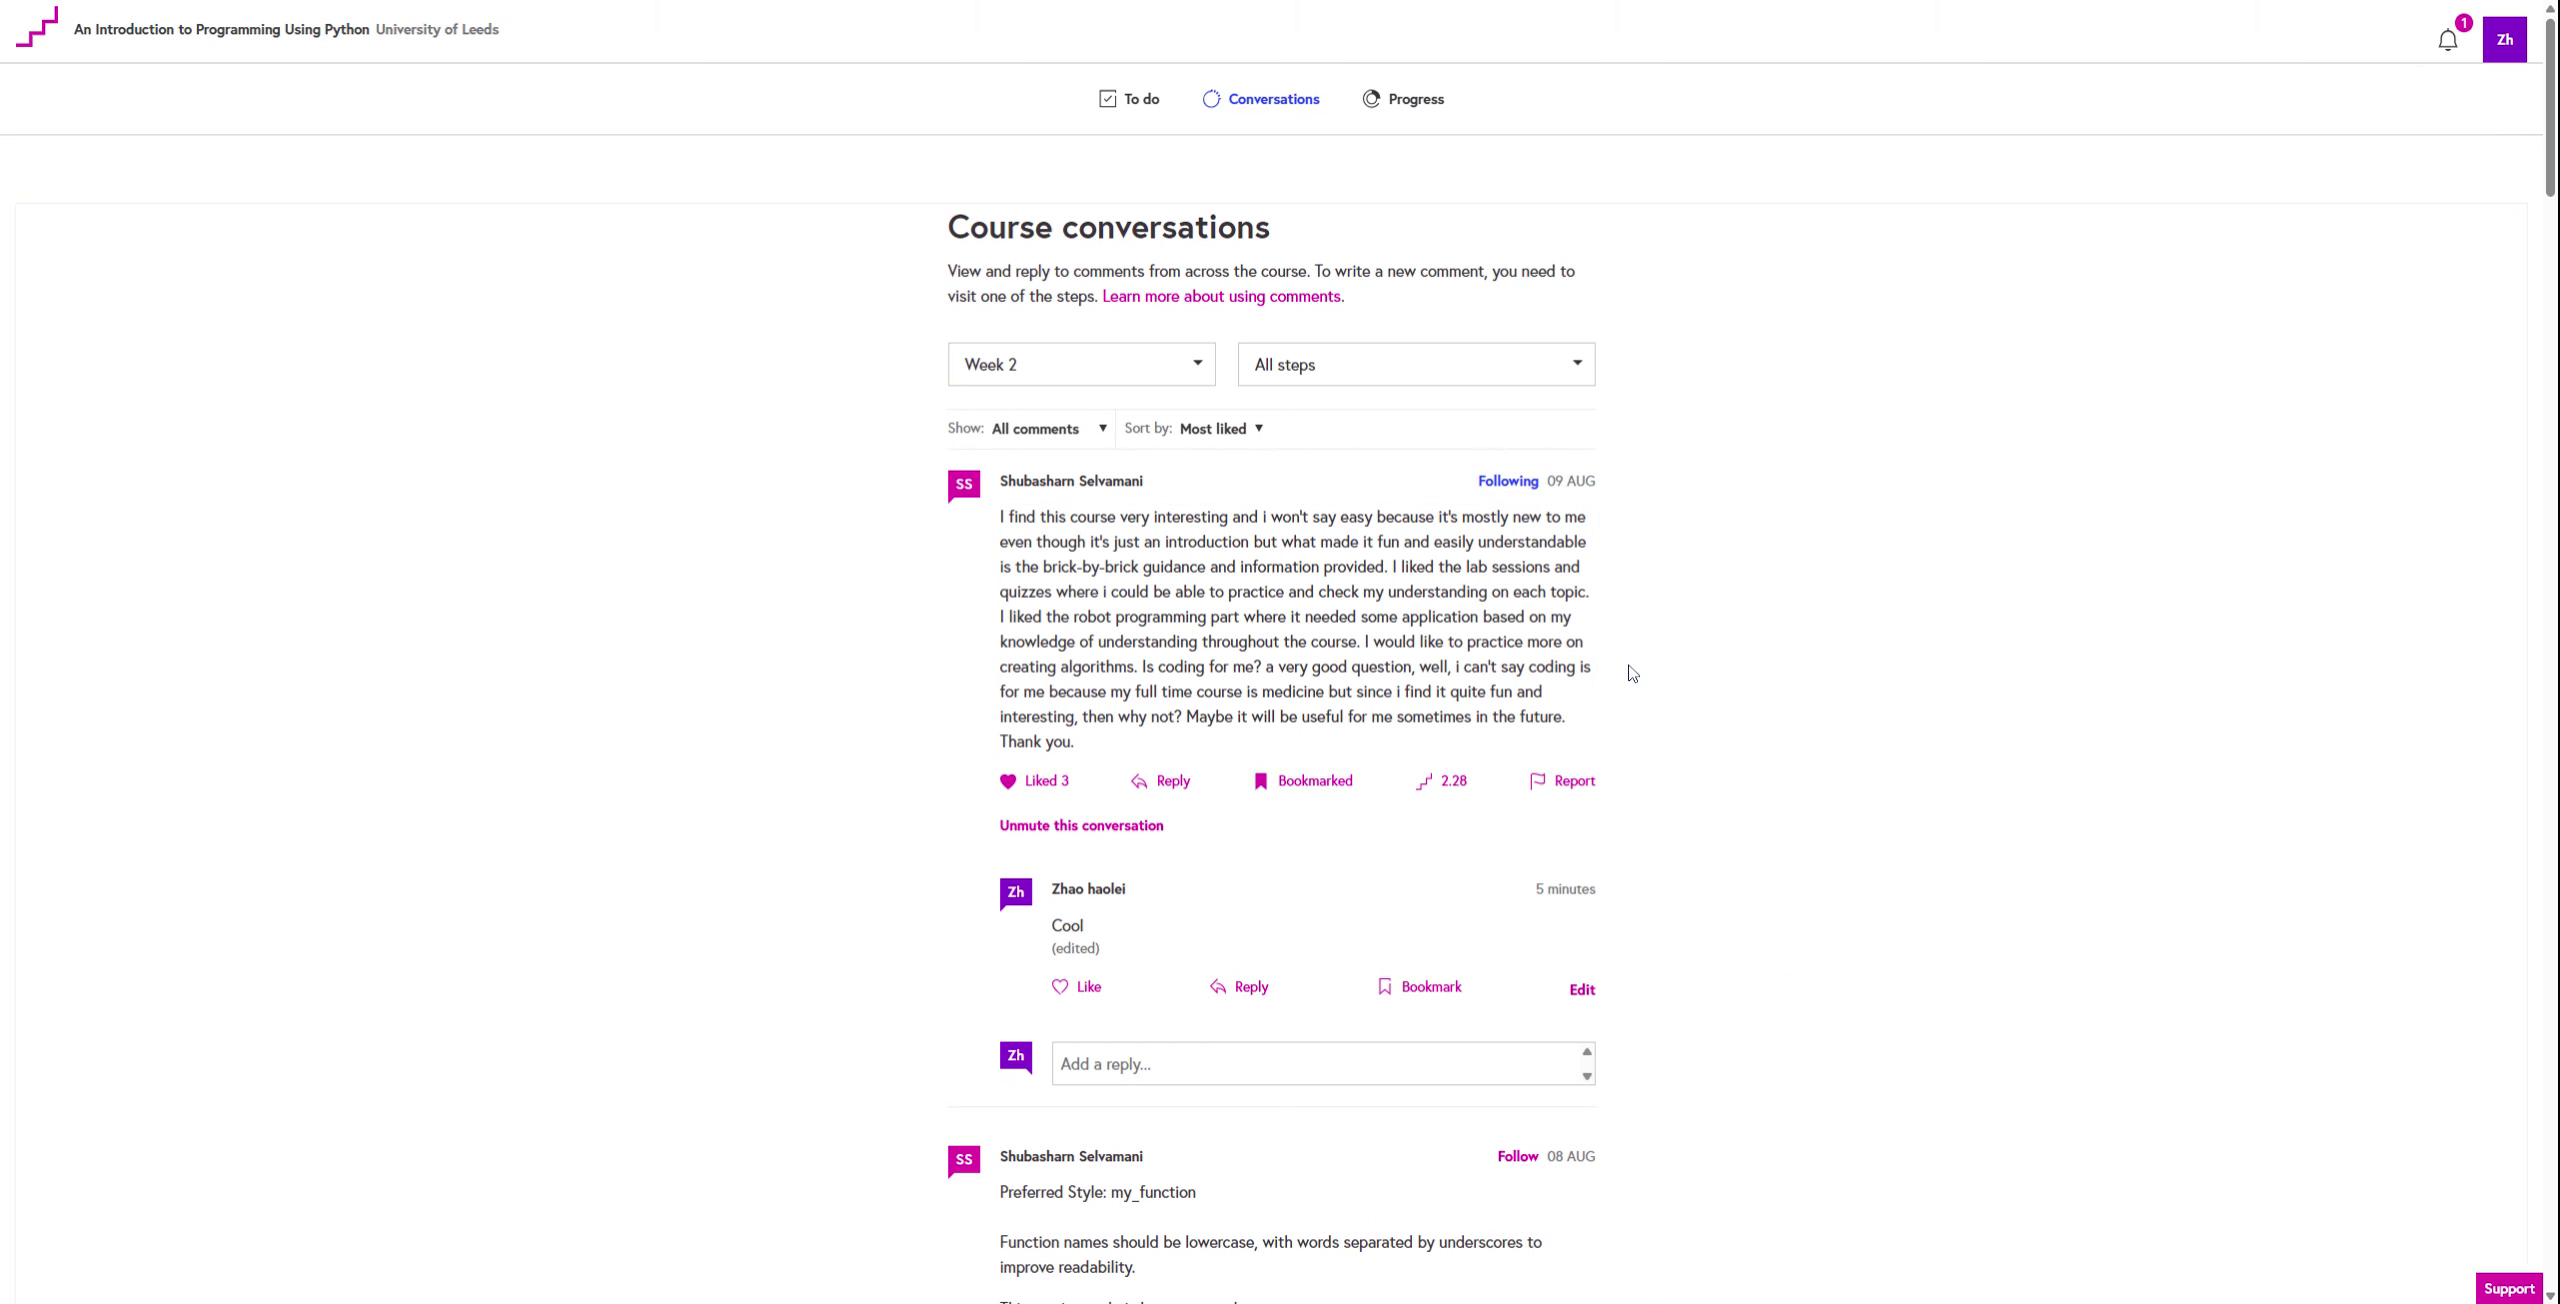 An Introduction to Programming Using Python University of Leeds
1
Zh
To do
Conversations
Progress
Course conversations
View and reply to comments from across the course. To write a new comment, you need to
visit one of the steps. Learn more about using comments.
Week 2
All steps
Show: All comments
Sort by: Most liked
SS
Shubasharn Selvamani
Following 09 AUG
I find this course very interesting and i won't say easy because it's mostly new to me
even though it's just an introduction but what made it fun and easily understandable
is the brick-by-brick guidance and information provided. I liked the lab sessions and
quizzes where i could be able to practice and check my understanding on each topic.
I liked the robot programming part where it needed some application based on my
knowledge of understanding throughout the course. I would like to practice more on
creating algorithms. Is coding for me? a very good question, well, i can't say coding is
for me because my full time course is medicine but since i find it quite fun and
interesting, then why not? Maybe it will be useful for me sometimes in the future.
Thank you.
Liked 3
Reply
Bookmarked
2.28
Report
Unmute this conversation
Zh
Zhao haolei
5 minutes
Cool
(edited)
Like
Reply
Bookmark
Edit
Zh
Add a reply...
SS
Shubasharn Selvamani
Follow 08 AUG
Preferred Style: my_function
Function names should be lowercase, with words separated by underscores to
improve readability.
Support